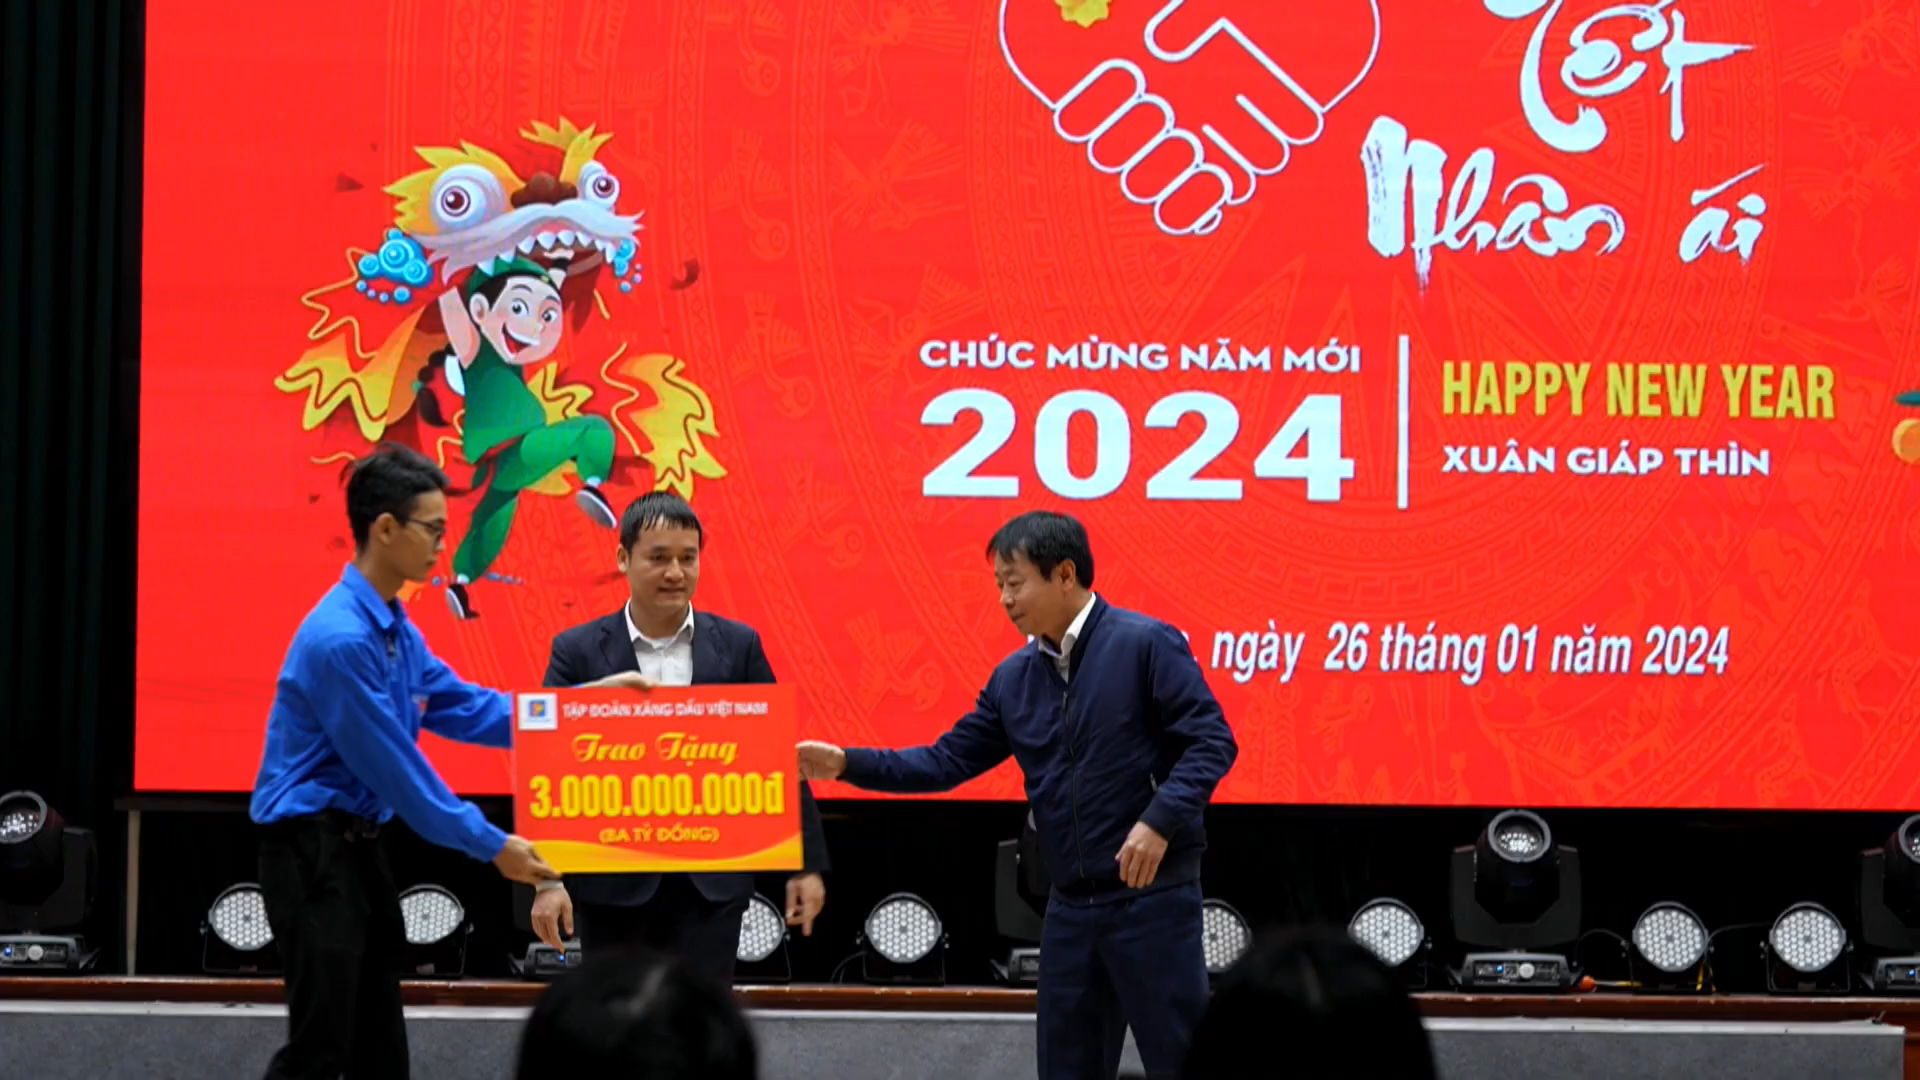 Tết
Nhân ái
CHÚC MỪNG NĂM MỚI
2024
HAPPY NEW YEAR
XUÂN GIÁP THÌN
, ngày 26 tháng 01 năm 2024
TẬP ĐOÀN XĂNG DẦU VIỆT NAM
Trao Tặng
3.000.000.000đ
(BA TỶ ĐỒNG)